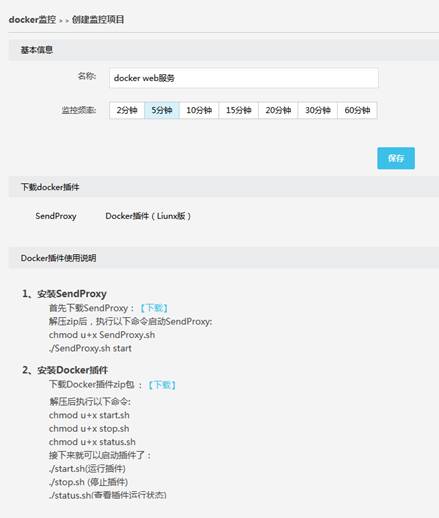 docker监控 >> 创建监控项目
基本信息
名称: docker web服务
监控频率: 2分钟 5分钟 10分钟 15分钟 20分钟 30分钟 60分钟
保存
下载docker插件
SendProxy Docker插件（Liunx版）
Docker插件使用说明
1、安装SendProxy
首先下载SendProxy：【下载】
解压zip后，执行以下命令启动SendProxy:
chmod u+x SendProxy.sh
./SendProxy.sh start
2、安装Docker插件
下载Docker插件zip包 ：【下载】
解压后执行以下命令:
chmod u+x start.sh
chmod u+x stop.sh
chmod u+x status.sh
接下来就可以启动插件了：
./start.sh(运行插件)
./stop.sh (停止插件)
./status.sh(查看插件运行状态)